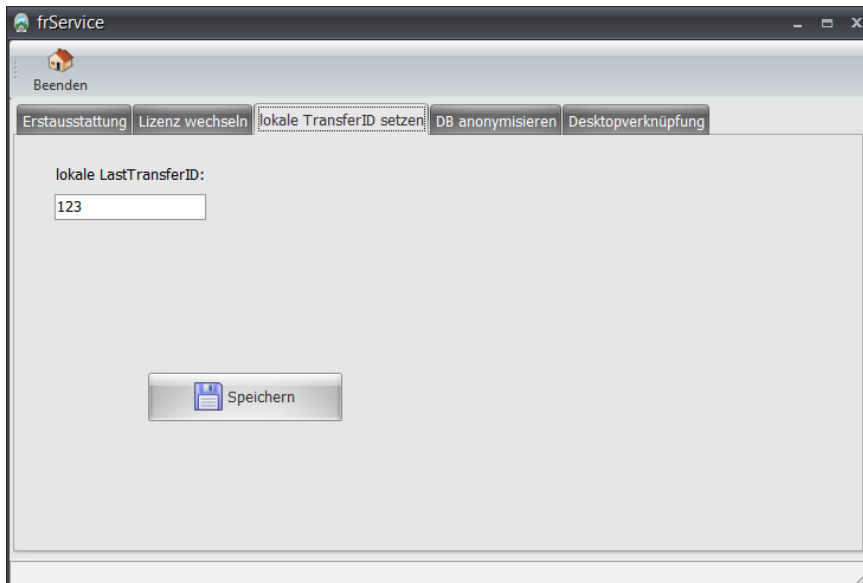 frService
Beenden
Erstausstattung Lizenz wechseln lokale TransferID setzen DB anonymisieren Desktopverknüpfung
lokale LastTransferID:
123
Speichern